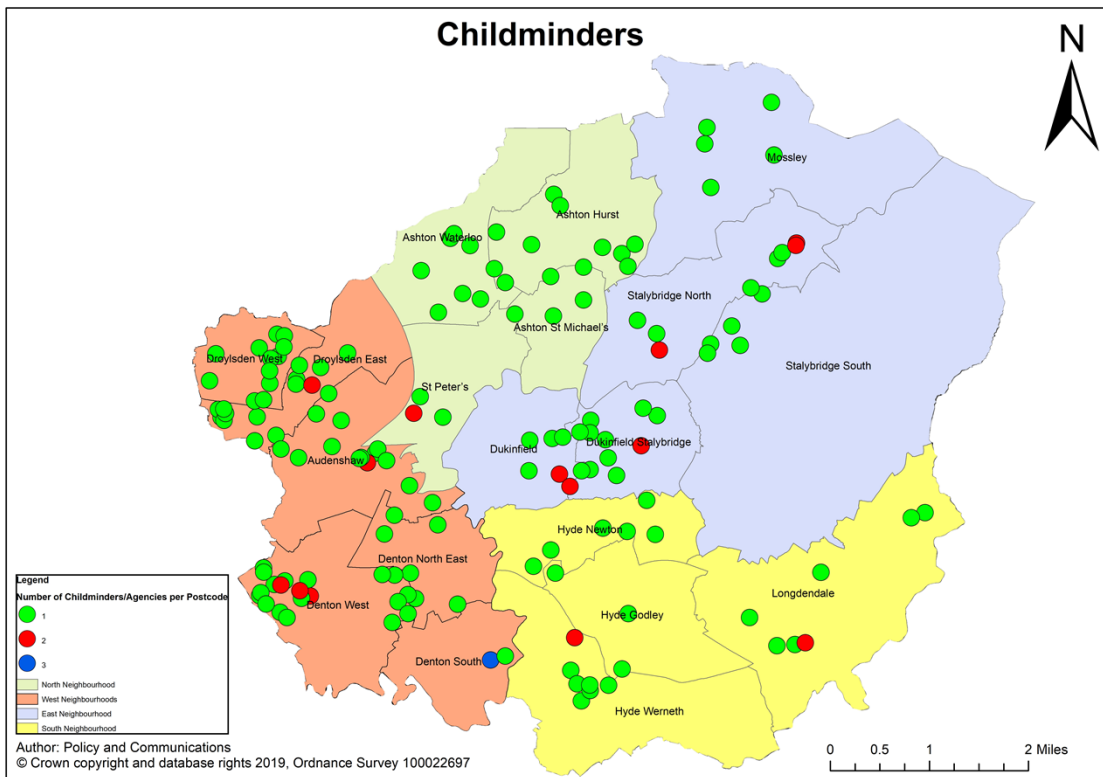 Childminders
N
Mossley
Ashton Hurst
Ashton Waterloo
Stalybridge North
Ashton St Michael's
Droylsden West
Droylsden East
Stalybridge South
St Peter's
Dukinfield
Dukinfield Stalybridge
Audenshaw
Hyde Newton
Denton North East
Longdendale
Denton West
Hyde Godley
Denton South
Hyde Werneth
Legend
Number of Childminders/Agencies per Postcode
1
2
3
North Neighbourhood
West Neighbourhoods
East Neighbourhood
South Neighbourhood
Author: Policy and Communications
© Crown copyright and database rights 2019, Ordnance Survey 100022697
0 0.5 1 2 Miles